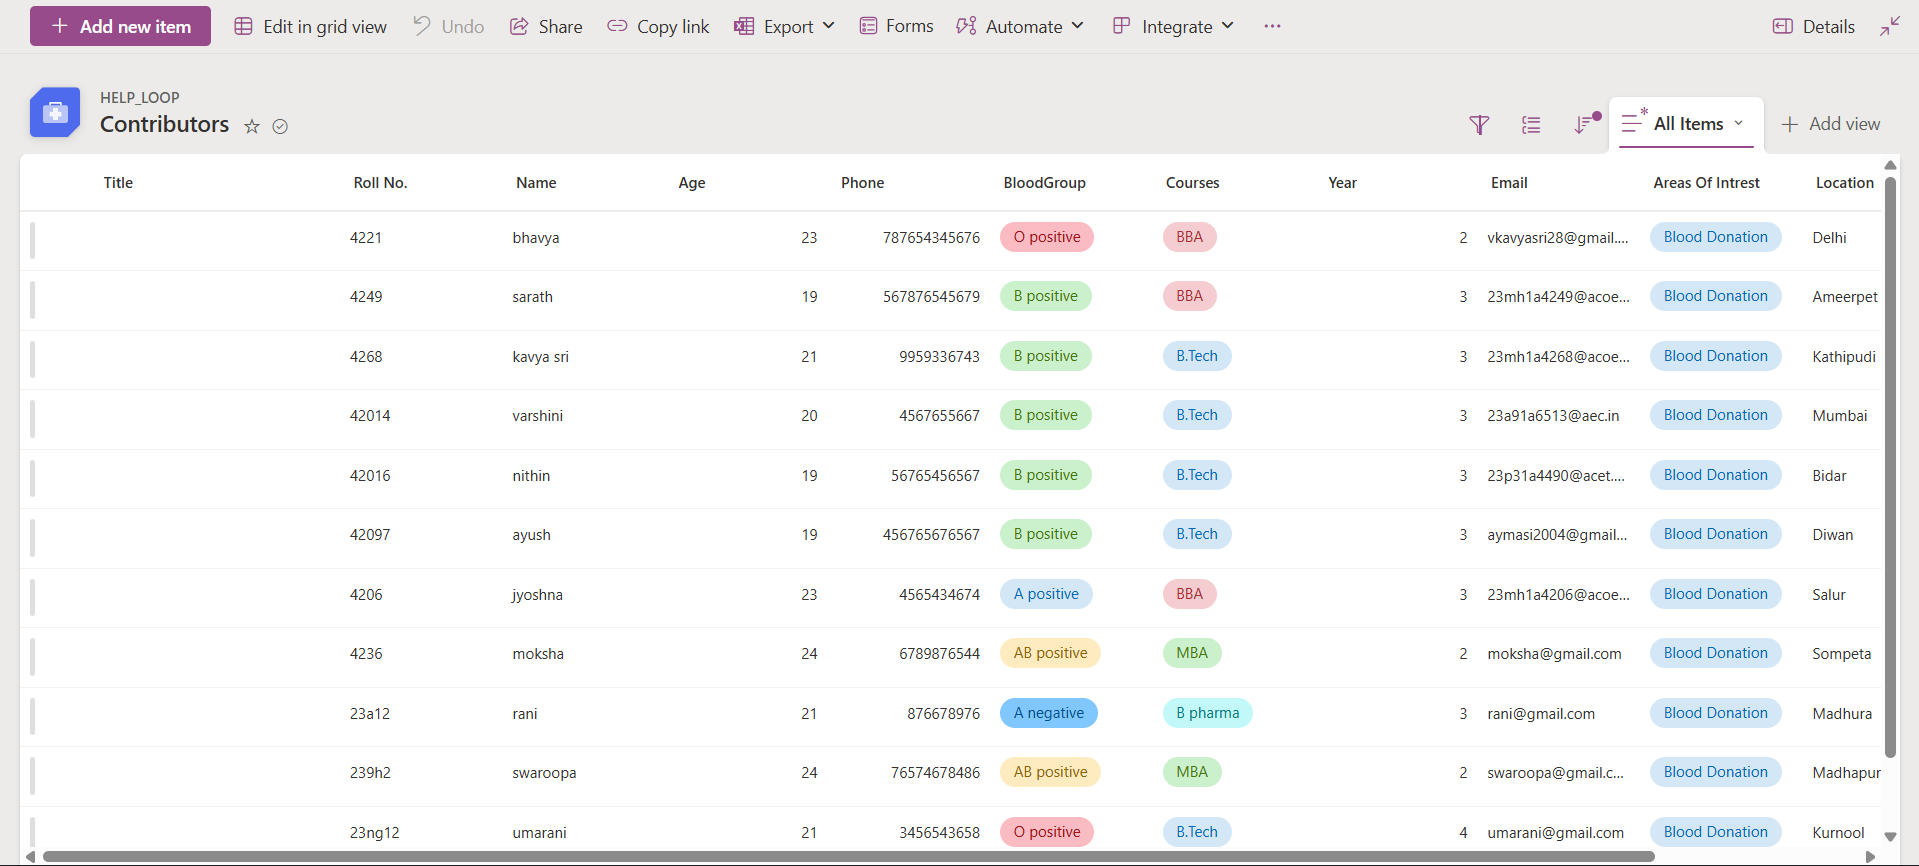 Add new item Edit in grid view Undo Share Copy link Export Forms Automate Integrate ... Details
HELP_LOOP
Contributors
All Items Add view
Title Roll No. Name Age Phone BloodGroup Courses Year Email Areas Of Intrest Location
4221 bhavya 23 787654345676 O positive BBA 2 vkavyasri28@gmail.... Blood Donation Delhi
4249 sarath 19 567876545679 B positive BBA 3 23mh1a4249@acoe... Blood Donation Ameerpet
4268 kavya sri 21 9959336743 B positive B.Tech 3 23mh1a4268@acoe... Blood Donation Kathipudi
42014 varshini 20 4567655667 B positive B.Tech 3 23a91a6513@aec.in Blood Donation Mumbai
42016 nithin 19 56765456567 B positive B.Tech 3 23p31a4490@acet.... Blood Donation Bidar
42097 ayush 19 456765676567 B positive B.Tech 3 aymasi2004@gmail... Blood Donation Diwan
4206 jyoshna 23 4565434674 A positive BBA 3 23mh1a4206@acoe... Blood Donation Salur
4236 moksha 24 6789876544 AB positive MBA 2 moksha@gmail.com Blood Donation Sompeta
23a12 rani 21 876678976 A negative B pharma 3 rani@gmail.com Blood Donation Madhura
239h2 swaroopa 24 76574678486 AB positive MBA 2 swaroopa@gmail.c... Blood Donation Madhapur
23ng12 umarani 21 3456543658 O positive B.Tech 4 umarani@gmail.com Blood Donation Kurnool